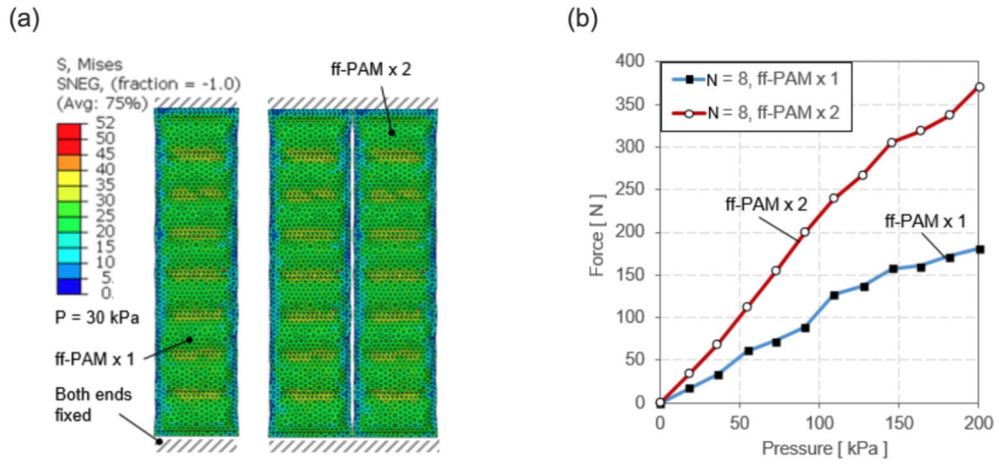 (a)
S, Mises
SNEG, (fraction = -1.0)
(Avg: 75%)
52
50
45
40
35
30
25
20
15
10
5.
0.
P = 30 kPa
ff-PAM x 1
Both ends
fixed
ff-PAM x 2
(b)
N = 8, ff-PAM x 1
N = 8, ff-PAM x 2
ff-PAM x 2
ff-PAM x 1
Force [ N ]
400
350
300
250
200
150
100
50
0
0
50
100
150
200
Pressure [ kPa ]